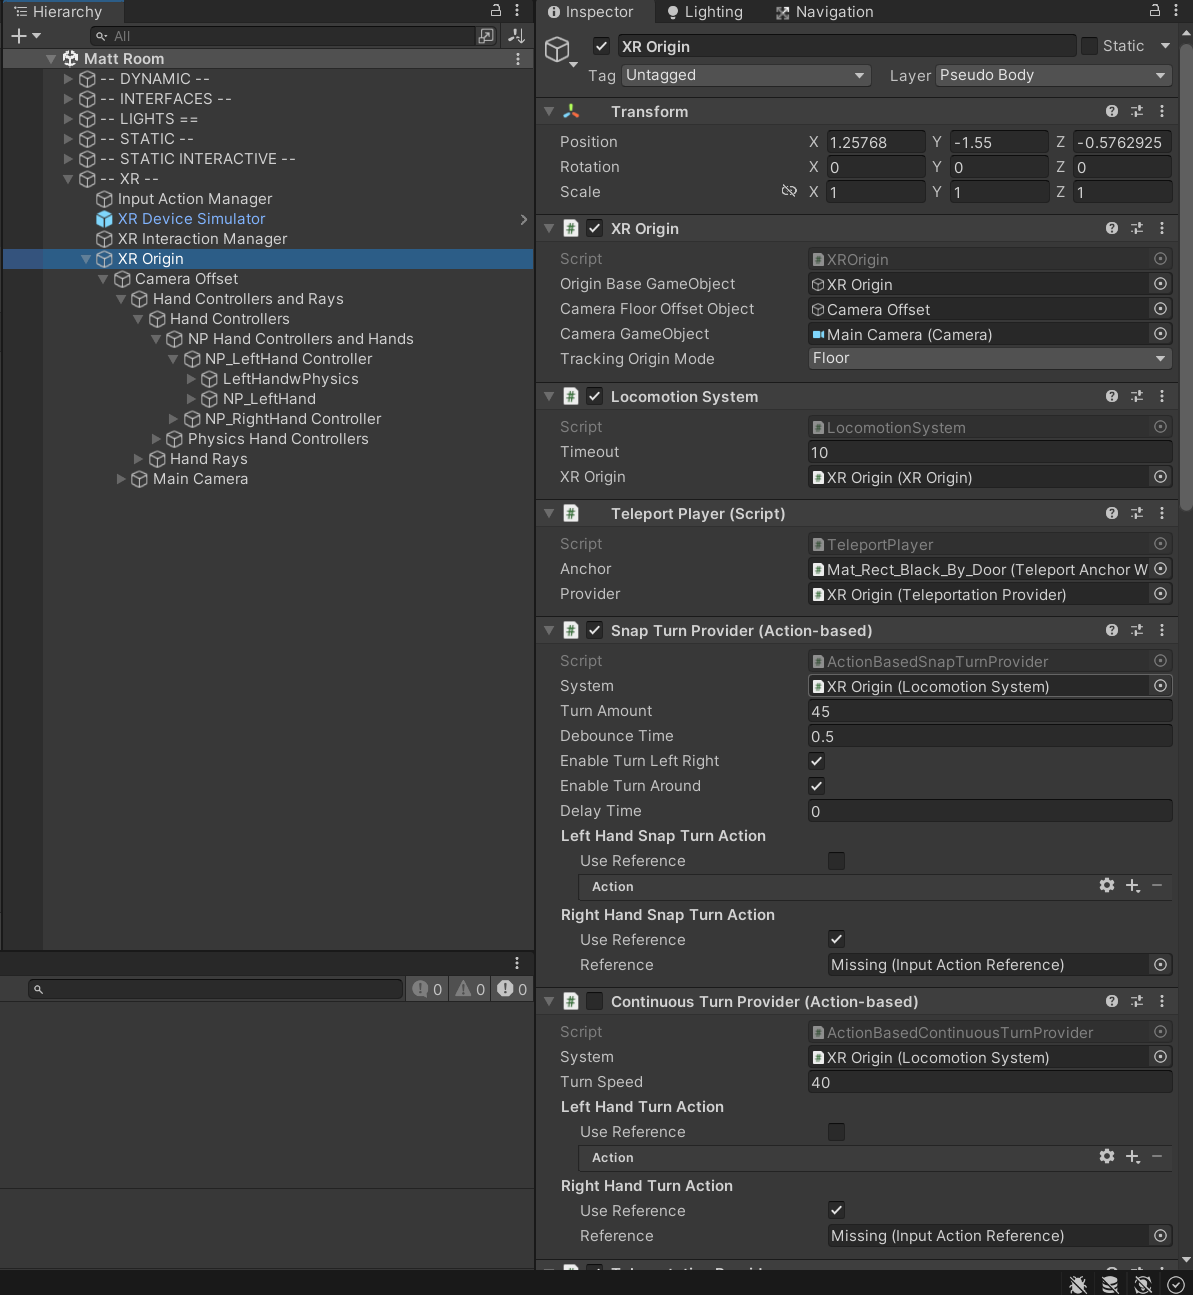 Hierarchy
All
Matt Room
-- DYNAMIC --
-- INTERFACES --
-- LIGHTS ==
-- STATIC --
-- STATIC INTERACTIVE --
-- XR --
Input Action Manager
XR Device Simulator
XR Interaction Manager
XR Origin
Camera Offset
Hand Controllers and Rays
Hand Controllers
NP Hand Controllers and Hands
NP_LeftHand Controller
LeftHandwPhysics
NP_LeftHand
NP_RightHand Controller
Physics Hand Controllers
Hand Rays
Main Camera
0 0 0
Inspector Lighting Navigation
XR Origin Static
Tag Untagged Layer Pseudo Body
Transform
Position X 1.25768 Y -1.55 Z -0.5762925
Rotation X 0 Y 0 Z 0
Scale X 1 Y 1 Z 1
# XR Origin
Script # XROrigin
Origin Base GameObject XR Origin
Camera Floor Offset Object Camera Offset
Camera GameObject Main Camera (Camera)
Tracking Origin Mode Floor
# Locomotion System
Script # LocomotionSystem
Timeout 10
XR Origin # XR Origin (XR Origin)
# Teleport Player (Script)
Script # TeleportPlayer
Anchor # Mat_Rect_Black_By_Door (Teleport Anchor W
Provider # XR Origin (Teleportation Provider)
# Snap Turn Provider (Action-based)
Script # ActionBasedSnapTurnProvider
System # XR Origin (Locomotion System)
Turn Amount 45
Debounce Time 0.5
Enable Turn Left Right
Enable Turn Around
Delay Time 0
Left Hand Snap Turn Action
Use Reference
Action
Right Hand Snap Turn Action
Use Reference
Reference Missing (Input Action Reference)
# Continuous Turn Provider (Action-based)
Script # ActionBasedContinuousTurnProvider
System # XR Origin (Locomotion System)
Turn Speed 40
Left Hand Turn Action
Use Reference
Action
Right Hand Turn Action
Use Reference
Reference Missing (Input Action Reference)